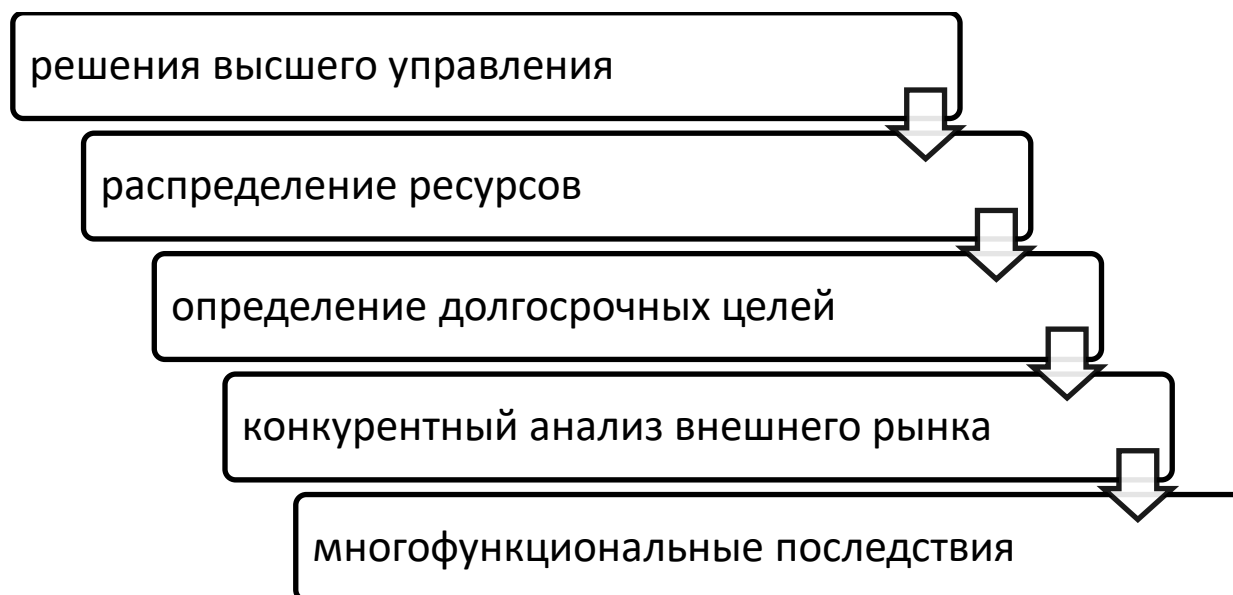 решения высшего управления
распределение ресурсов
определение долгосрочных целей
конкурентный анализ внешнего рынка
многофункциональные последствия